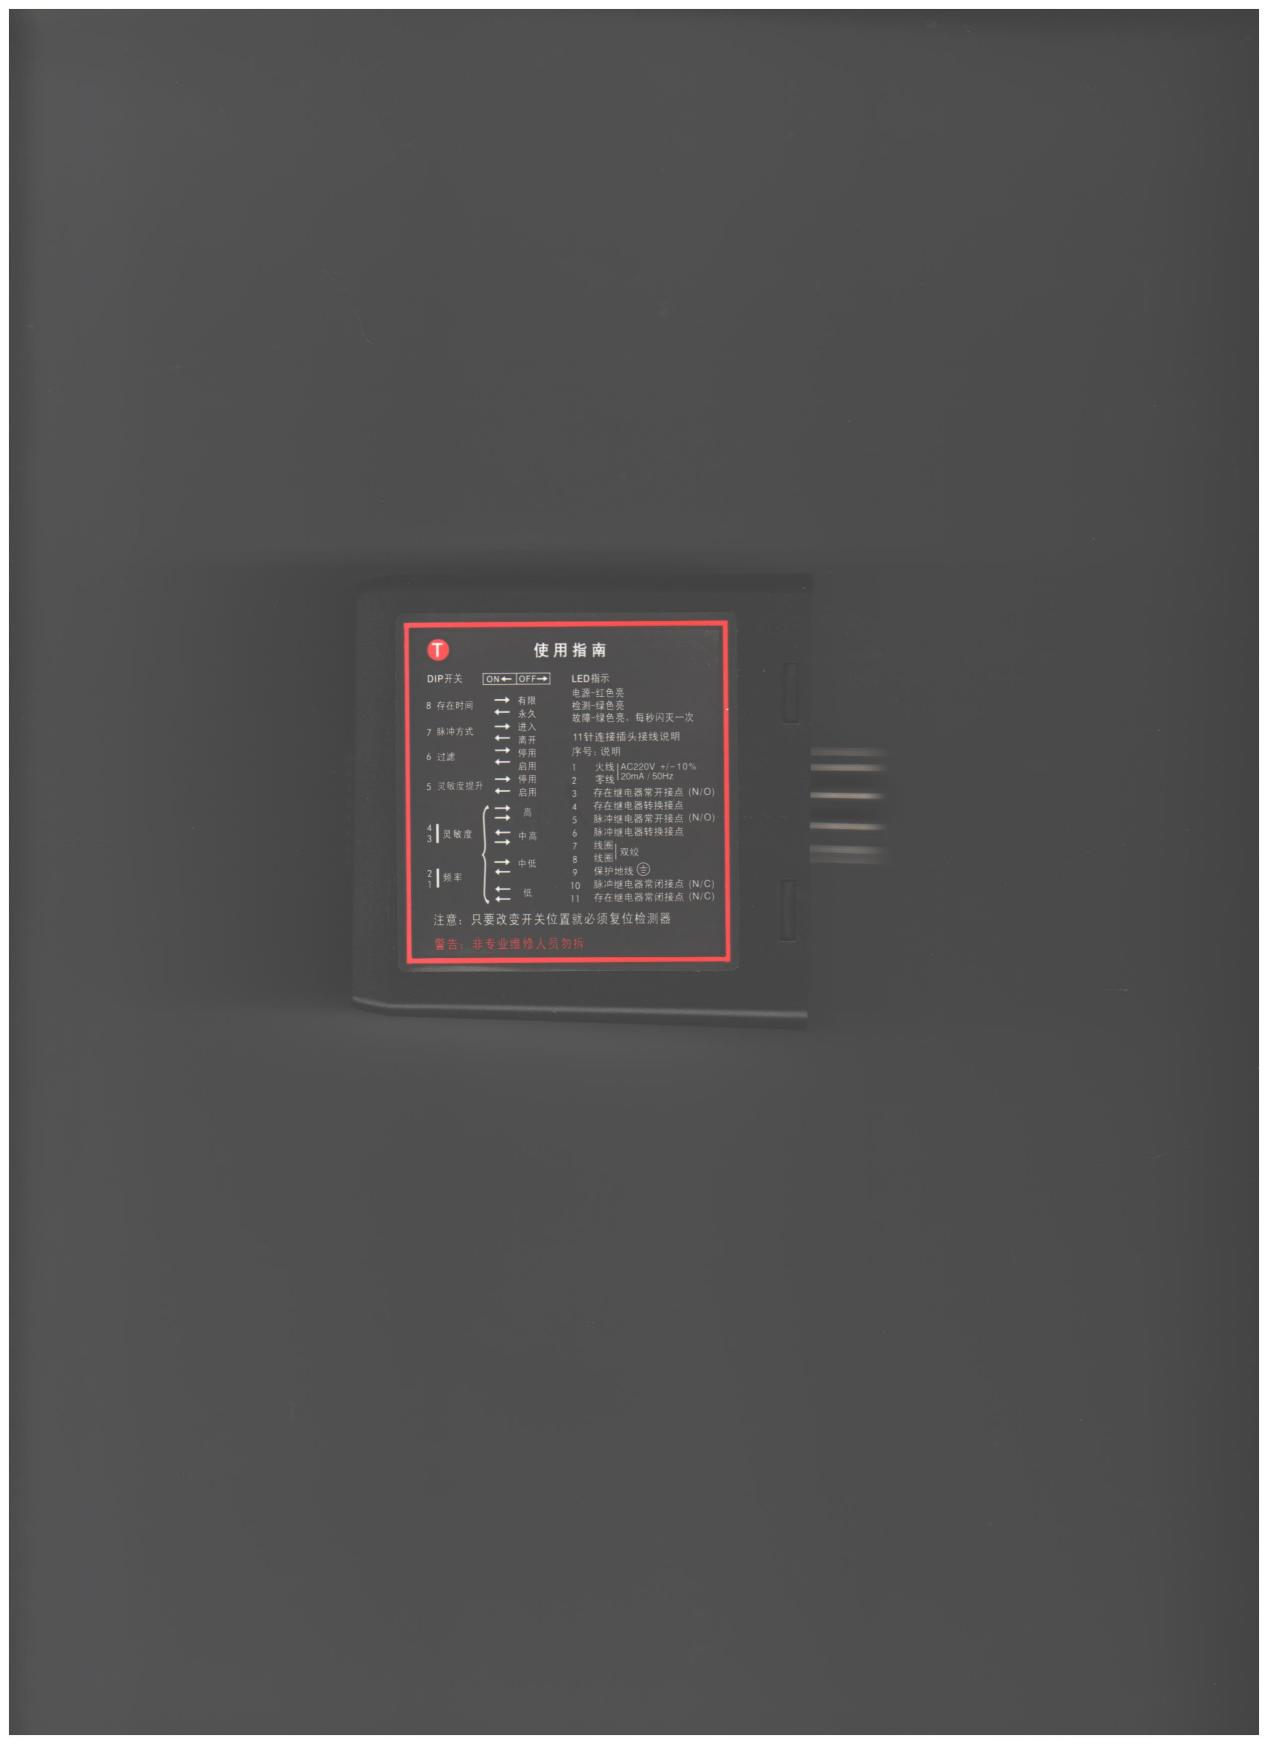 T 使用指南
DIP开关 ON← OFF→
8 存在时间 → 有限
← 永久
7 脉冲方式 → 进入
← 离开
6 过滤 → 停用
← 启用
5 灵敏度提升 → 停用
← 启用
→ → 高
4 3 灵敏度 ← → 中高
→ ← 中低
2 1 频率
← ← 低
LED指示
电源-红色亮
检测-绿色亮
故障-绿色亮，每秒闪灭一次
11针连接插头接线说明
序号：说明
1 火线 AC220V +/-10%
2 零线 20mA / 50Hz
3 存在继电器常开接点 (N/O)
4 存在继电器转换接点
5 脉冲继电器常开接点 (N/O)
6 脉冲继电器转换接点
7 线圈 双绞
8 线圈
9 保护地线
10 脉冲继电器常闭接点 (N/C)
11 存在继电器常闭接点 (N/C)
注意：只要改变开关位置就必须复位检测器
警告：非专业维修人员勿拆